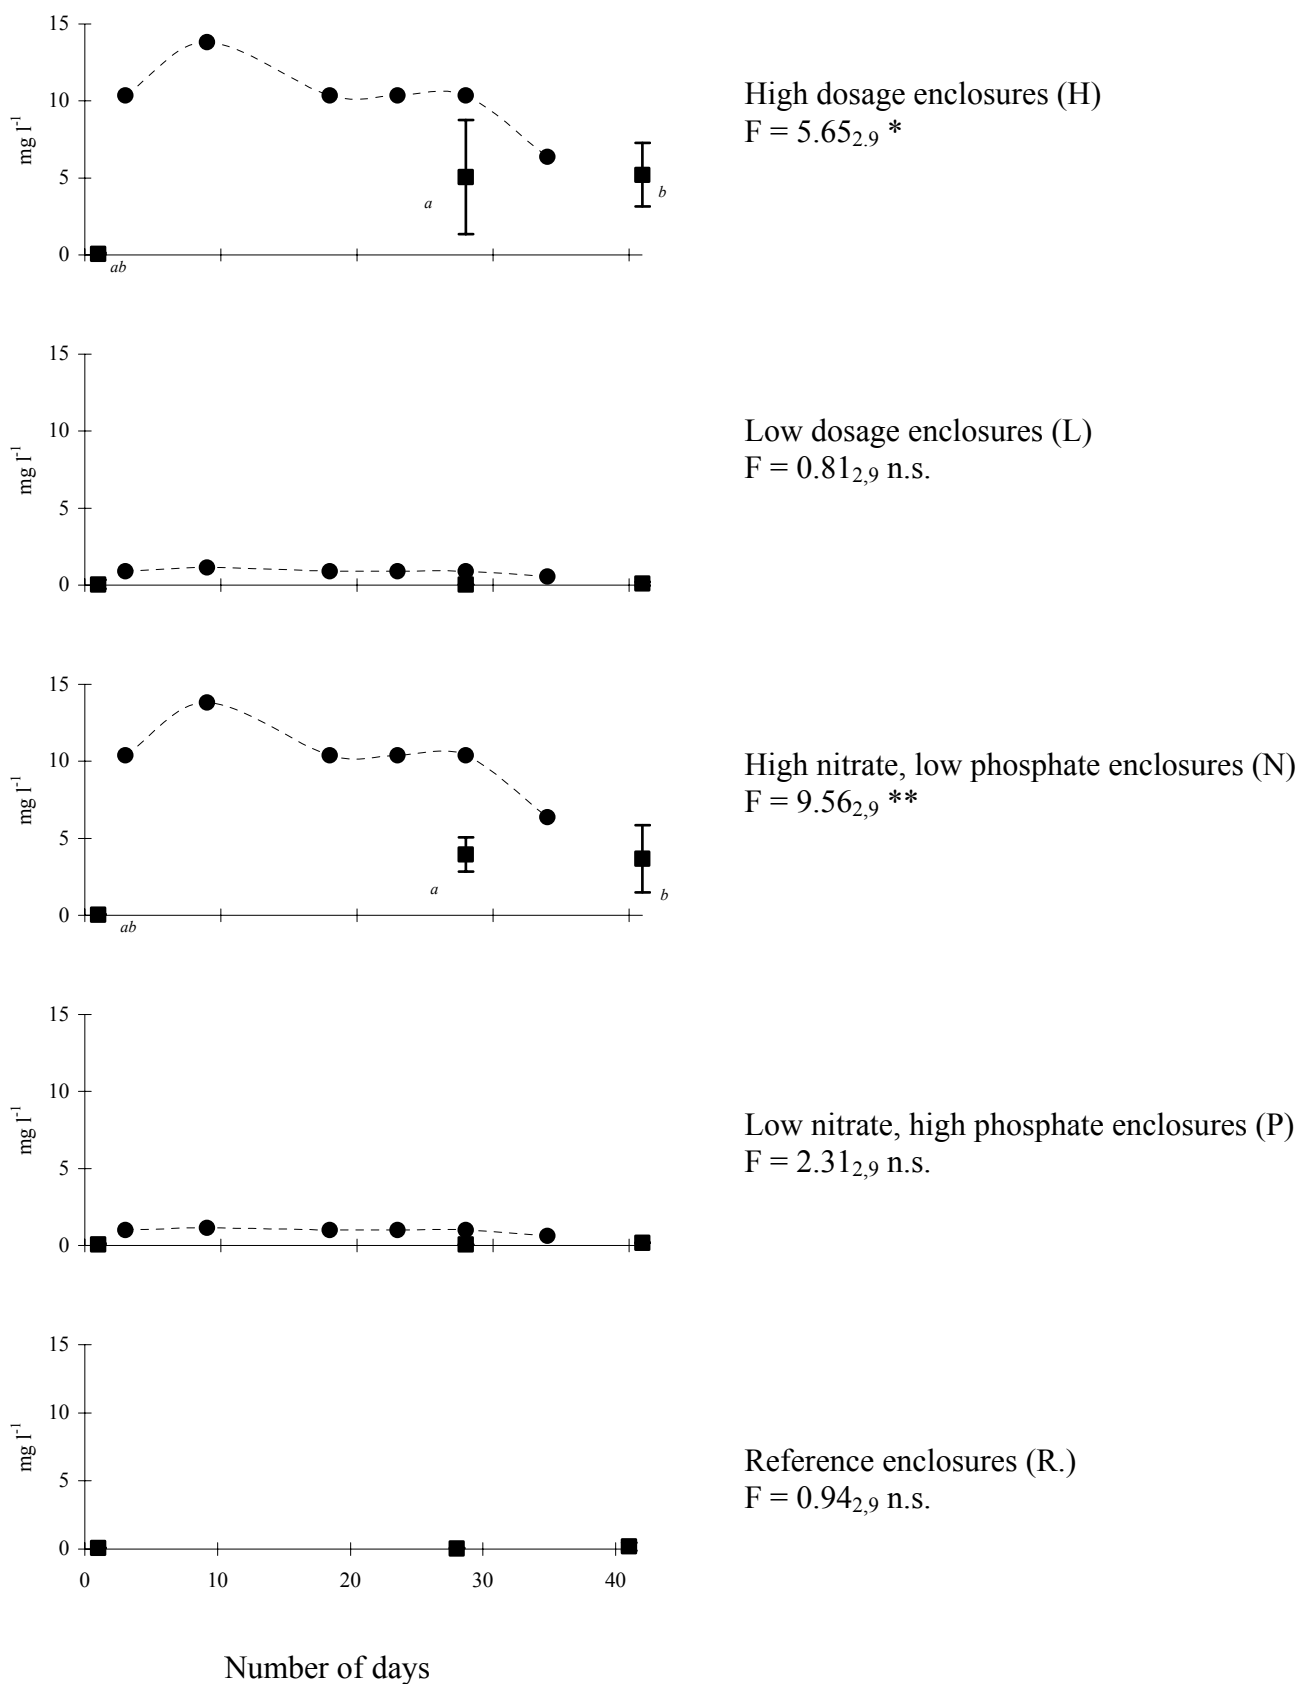 15
10
mg l-1
5
0
ab
a
b
High dosage enclosures (H)
F = 5.652.9 *
15
10
mg l-1
5
0
Low dosage enclosures (L)
F = 0.812,9 n.s.
15
10
mg l-1
5
0
ab
a
b
High nitrate, low phosphate enclosures (N)
F = 9.562,9 **
15
10
mg l-1
5
0
Low nitrate, high phosphate enclosures (P)
F = 2.312,9 n.s.
15
10
mg l-1
5
0
Reference enclosures (R.)
F = 0.942,9 n.s.
0 10 20 30 40
Number of days